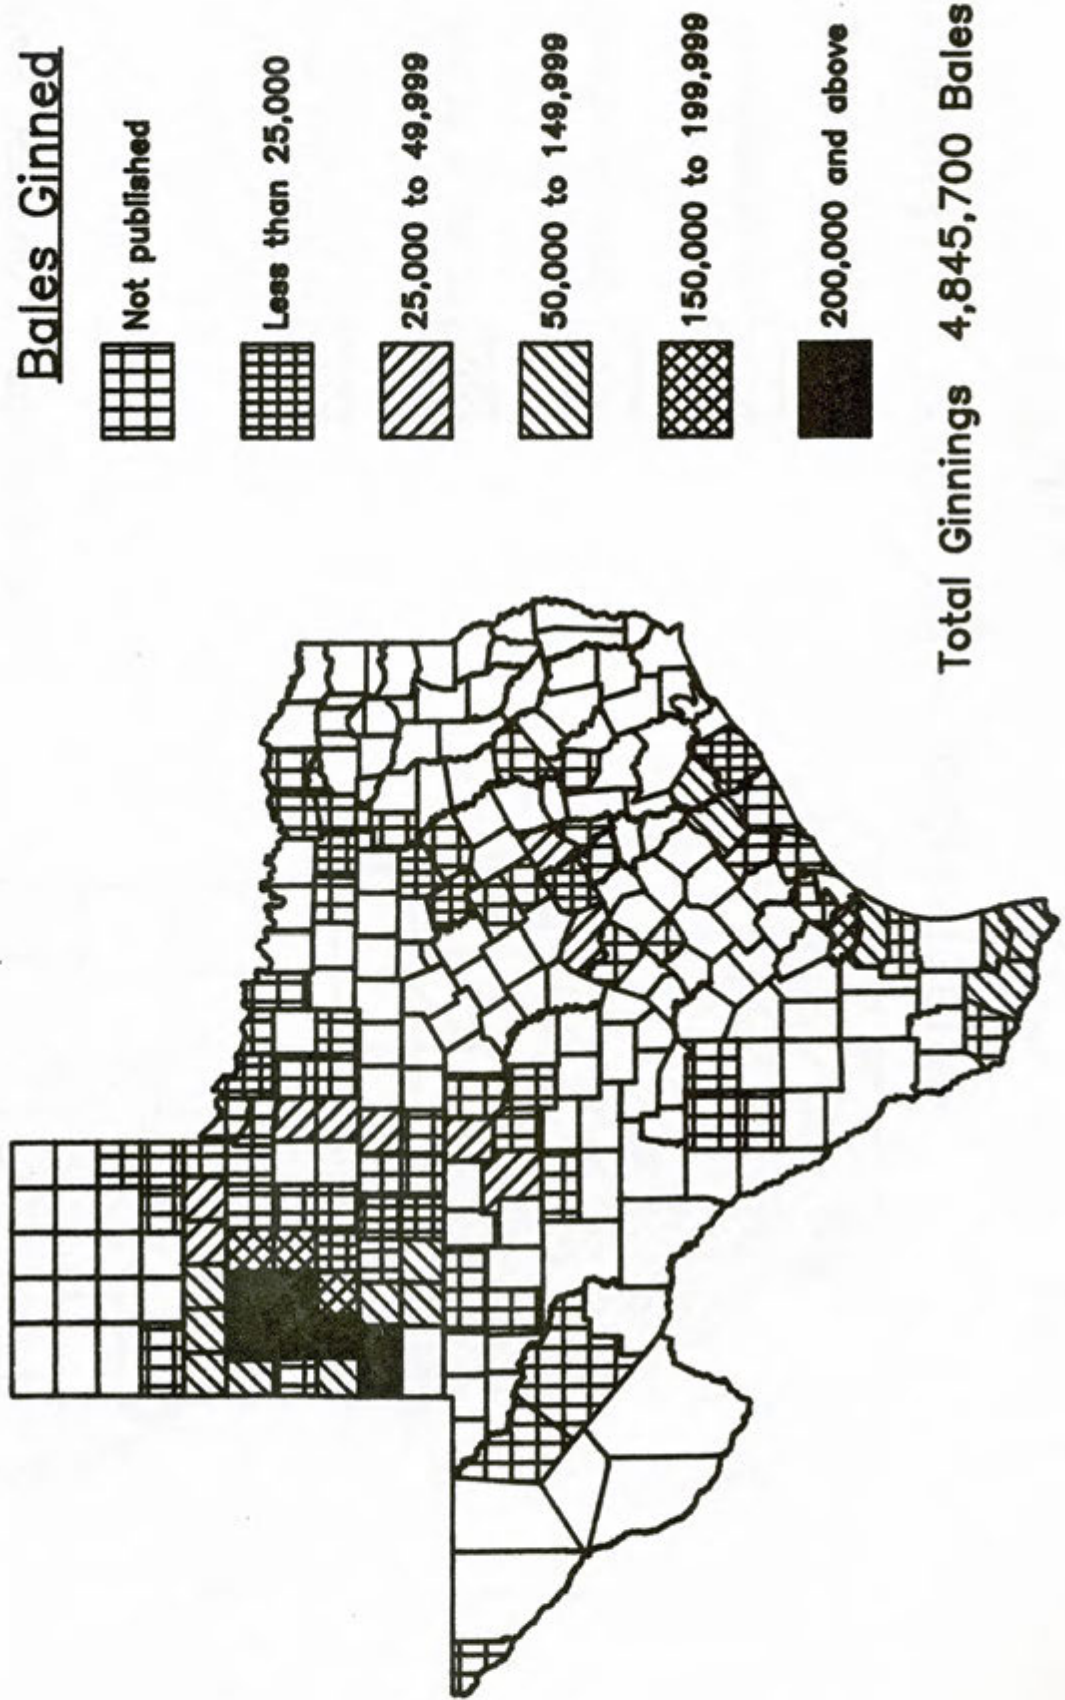 Bales Ginned
Not published
Less than 25,000
25,000 to 49,999
50,000 to 149,999
150,000 to 199,999
200,000 and above
Total Ginnings 4,845,700 Bales